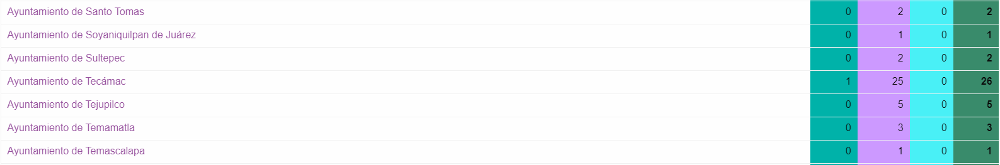 Ayuntamiento de Santo Tomas 0 2 0 2
Ayuntamiento de Soyaniquilpan de Juárez 0 1 0 1
Ayuntamiento de Sultepec 0 2 0 2
Ayuntamiento de Tecámac 1 25 0 26
Ayuntamiento de Tejupilco 0 5 0 5
Ayuntamiento de Temamatla 0 3 0 3
Ayuntamiento de Temascalapa 0 1 0 1